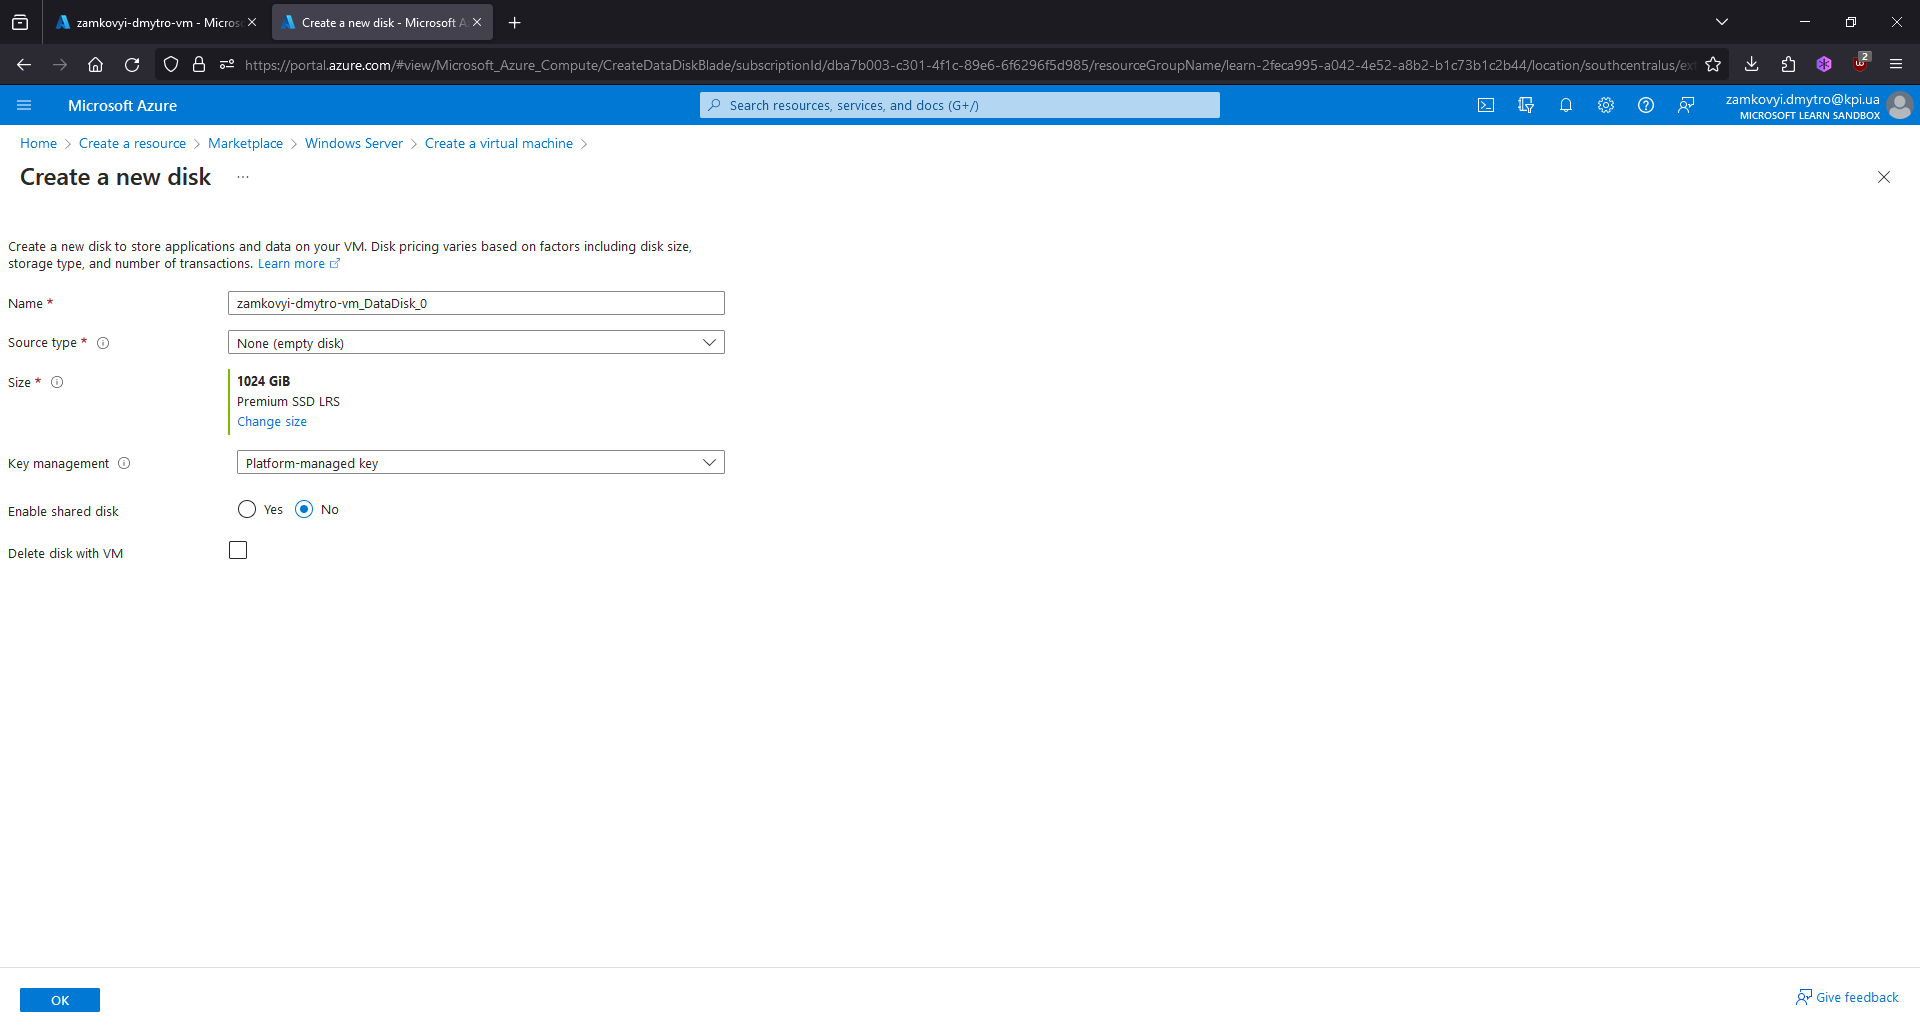 zamkovyi-dmytro-vm - Micros
Create a new disk - Microsoft A
https://portal.azure.com/#view/Microsoft_Azure_Compute/CreateDataDiskBlade/subscriptionId/dba7b003-c301-4f1c-89e6-6f6296f5d985/resourceGroupName/learn-2feca995-a042-4e52-a8b2-b1c73b1c2b44/location/southcentralus/ex
2
Microsoft Azure
Search resources, services, and docs (G+/)
zamkovyi.dmytro@kpi.ua
MICROSOFT LEARN SANDBOX
Home > Create a resource > Marketplace > Windows Server > Create a virtual machine >
Create a new disk ...
Create a new disk to store applications and data on your VM. Disk pricing varies based on factors including disk size,
storage type, and number of transactions. Learn more
Name *
zamkovyi-dmytro-vm_DataDisk_0
Source type *
None (empty disk)
Size *
1024 GiB
Premium SSD LRS
Change size
Key management
Platform-managed key
Enable shared disk
Yes No
Delete disk with VM
OK
Give feedback